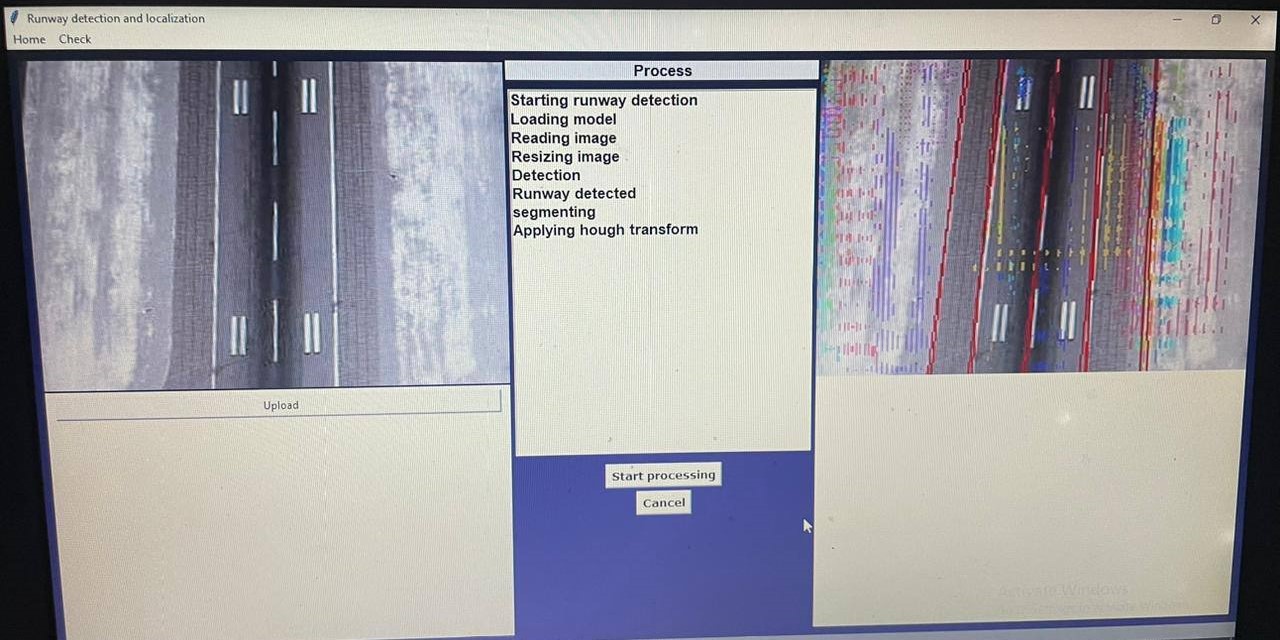 Runway detection and localization
Home Check
Process
Starting runway detection
Loading model
Reading image
Resizing image
Detection
Runway detected
segmenting
Applying hough transform
Upload
Start processing
Cancel
Activate Windows